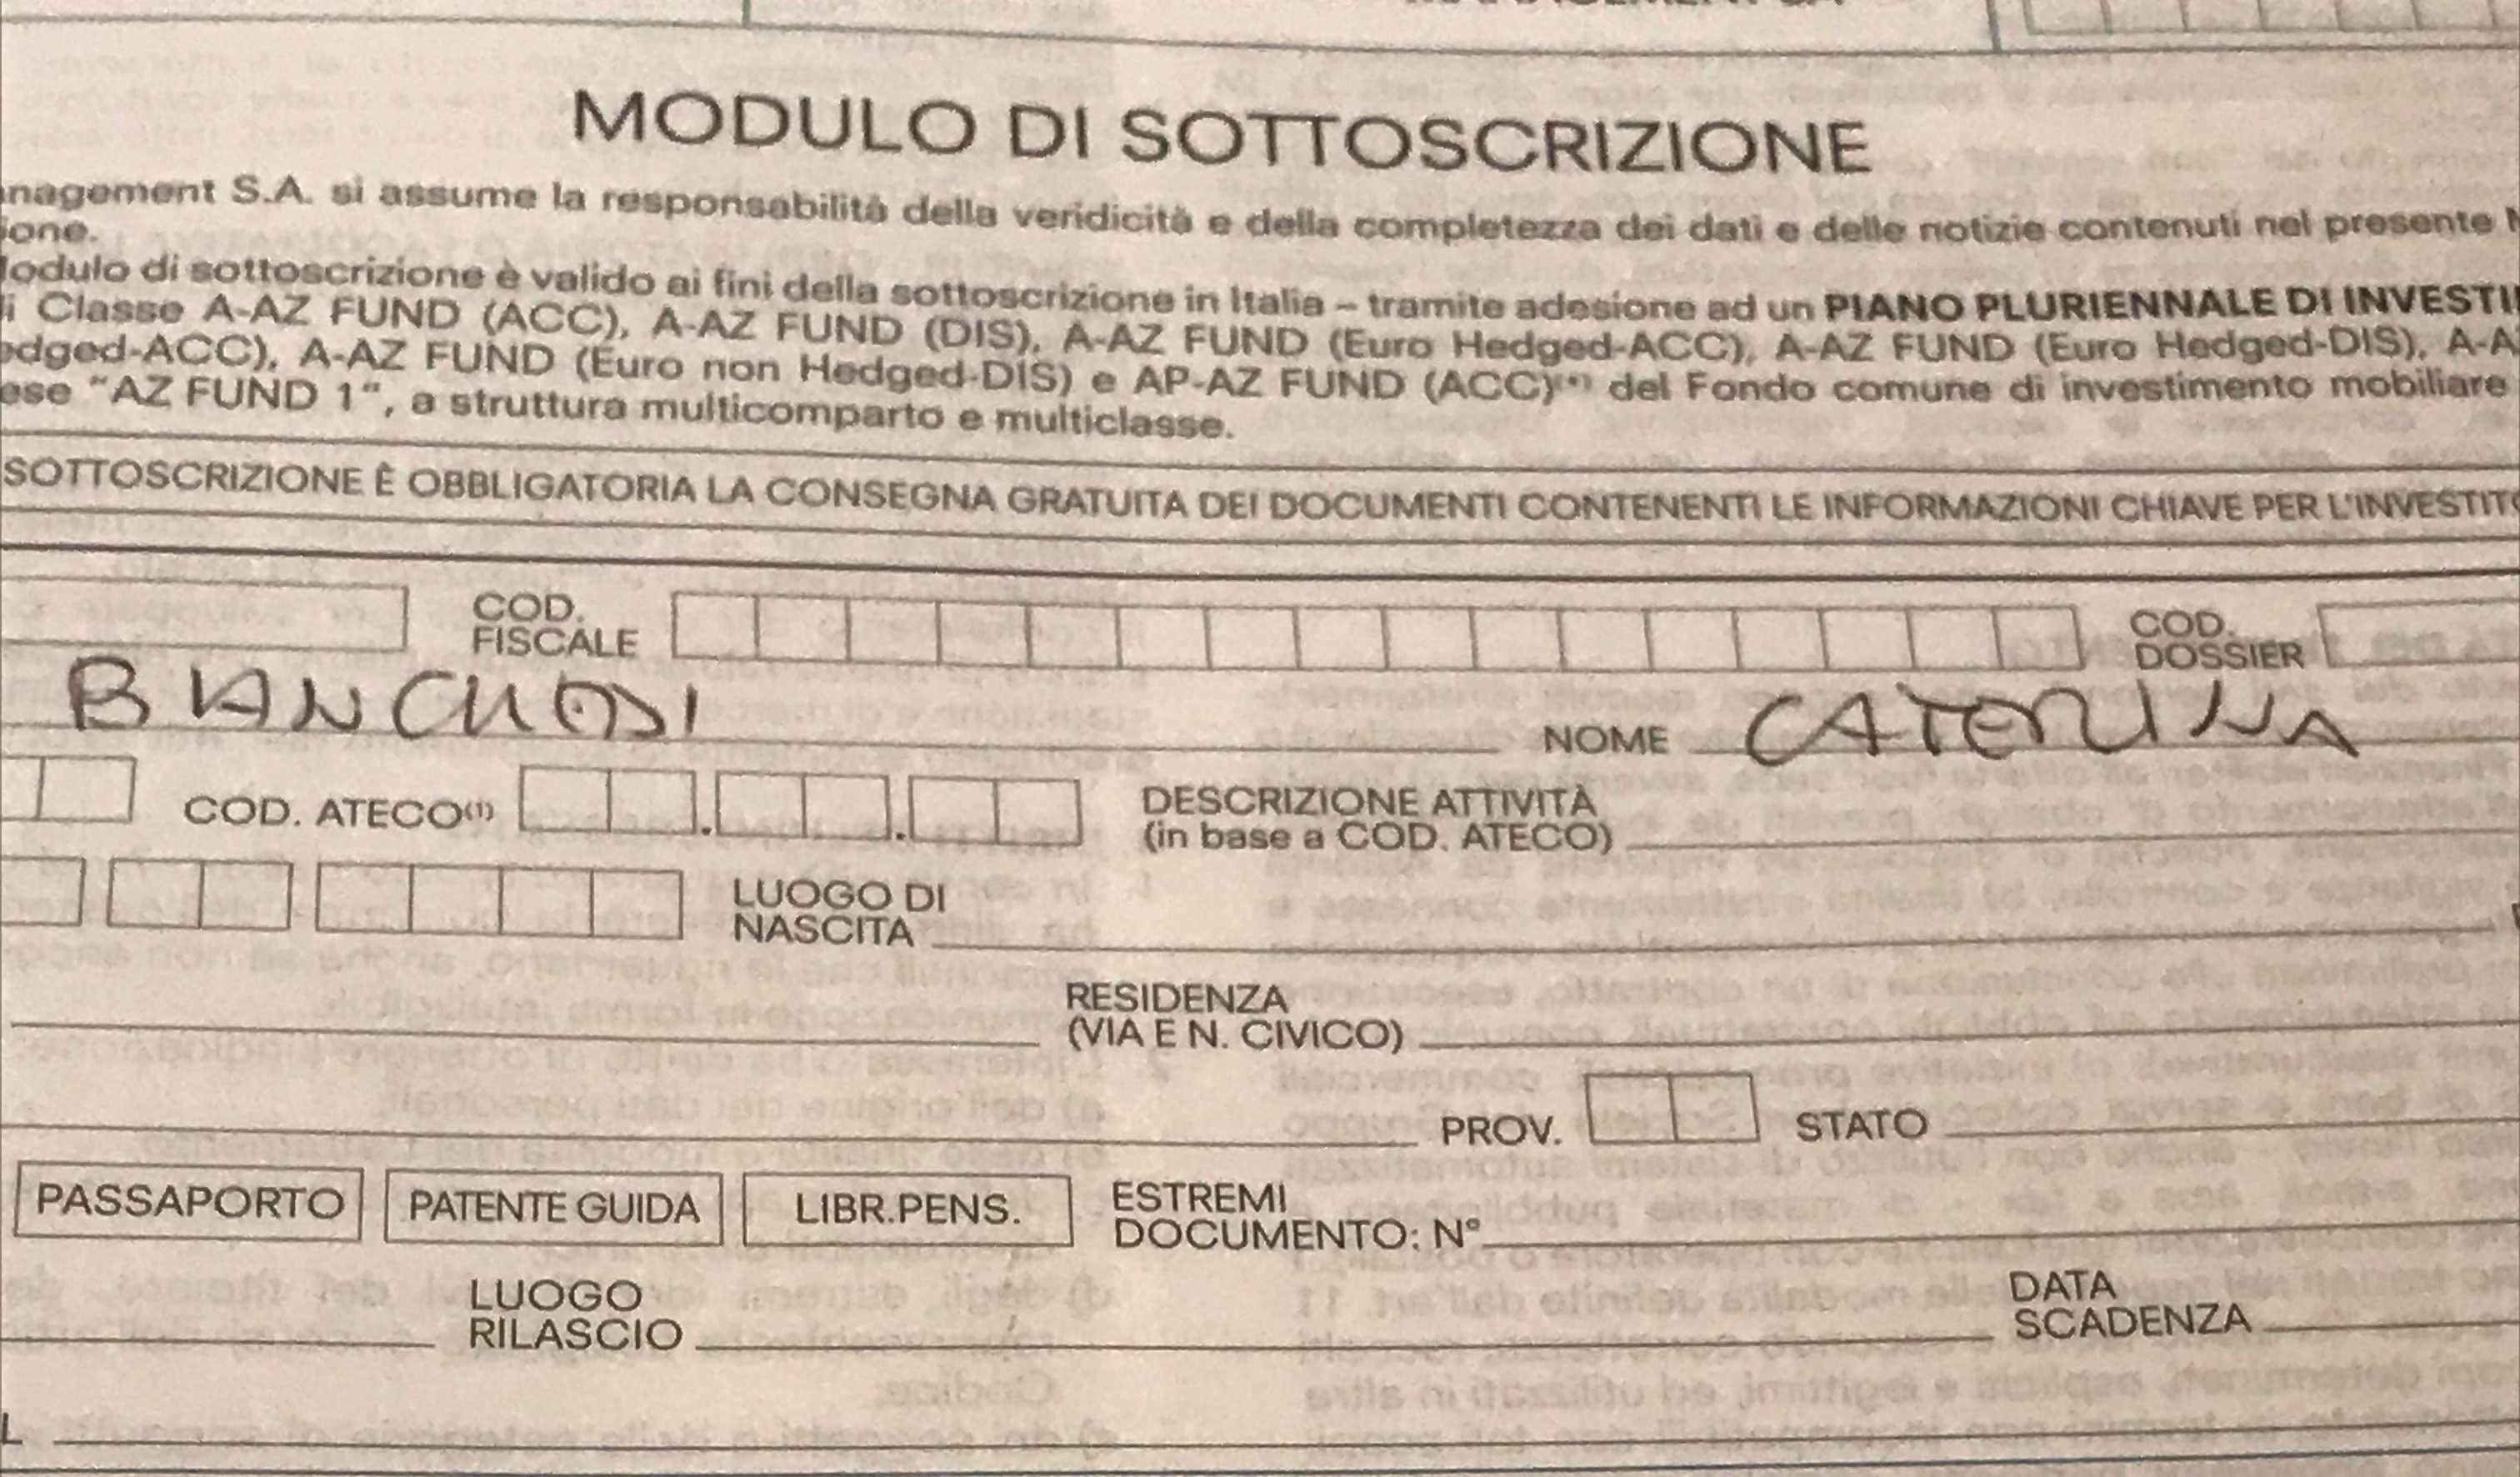 MODULO DI SOTTOSCRIZIONE
nagement S.A. si assume la responsabilità della veridicità e della completezza dei dati e delle notizie contenuti nel presente
ione.
odulo di sottoscrizione è valido ai fini della sottoscrizione in Italia – tramite adesione ad un PIANO PLURIENNALE DI INVESTI
i Classe A-AZ FUND (ACC), A-AZ FUND (DIS), A-AZ FUND (Euro Hedged-ACC), A-AZ FUND (Euro Hedged-DIS), A-A
edged-ACC), A-AZ FUND (Euro non Hedged-DIS) e AP-AZ FUND (ACC)(*) del Fondo comune di investimento mobiliare
ese "AZ FUND 1", a struttura multicomparto e multiclasse.
SOTTOSCRIZIONE È OBBLIGATORIA LA CONSEGNA GRATUITA DEI DOCUMENTI CONTENENTI LE INFORMAZIONI CHIAVE PER L'INVESTIT
COD. FISCALE COD. DOSSIER
NOME CATERINA
COD. ATECO(1) DESCRIZIONE ATTIVITÀ (in base a COD. ATECO)
LUOGO DI NASCITA
RESIDENZA (VIA E N. CIVICO)
PROV. STATO
PASSAPORTO PATENTE GUIDA LIBR.PENS. ESTREMI DOCUMENTO: N°
LUOGO RILASCIO DATA SCADENZA